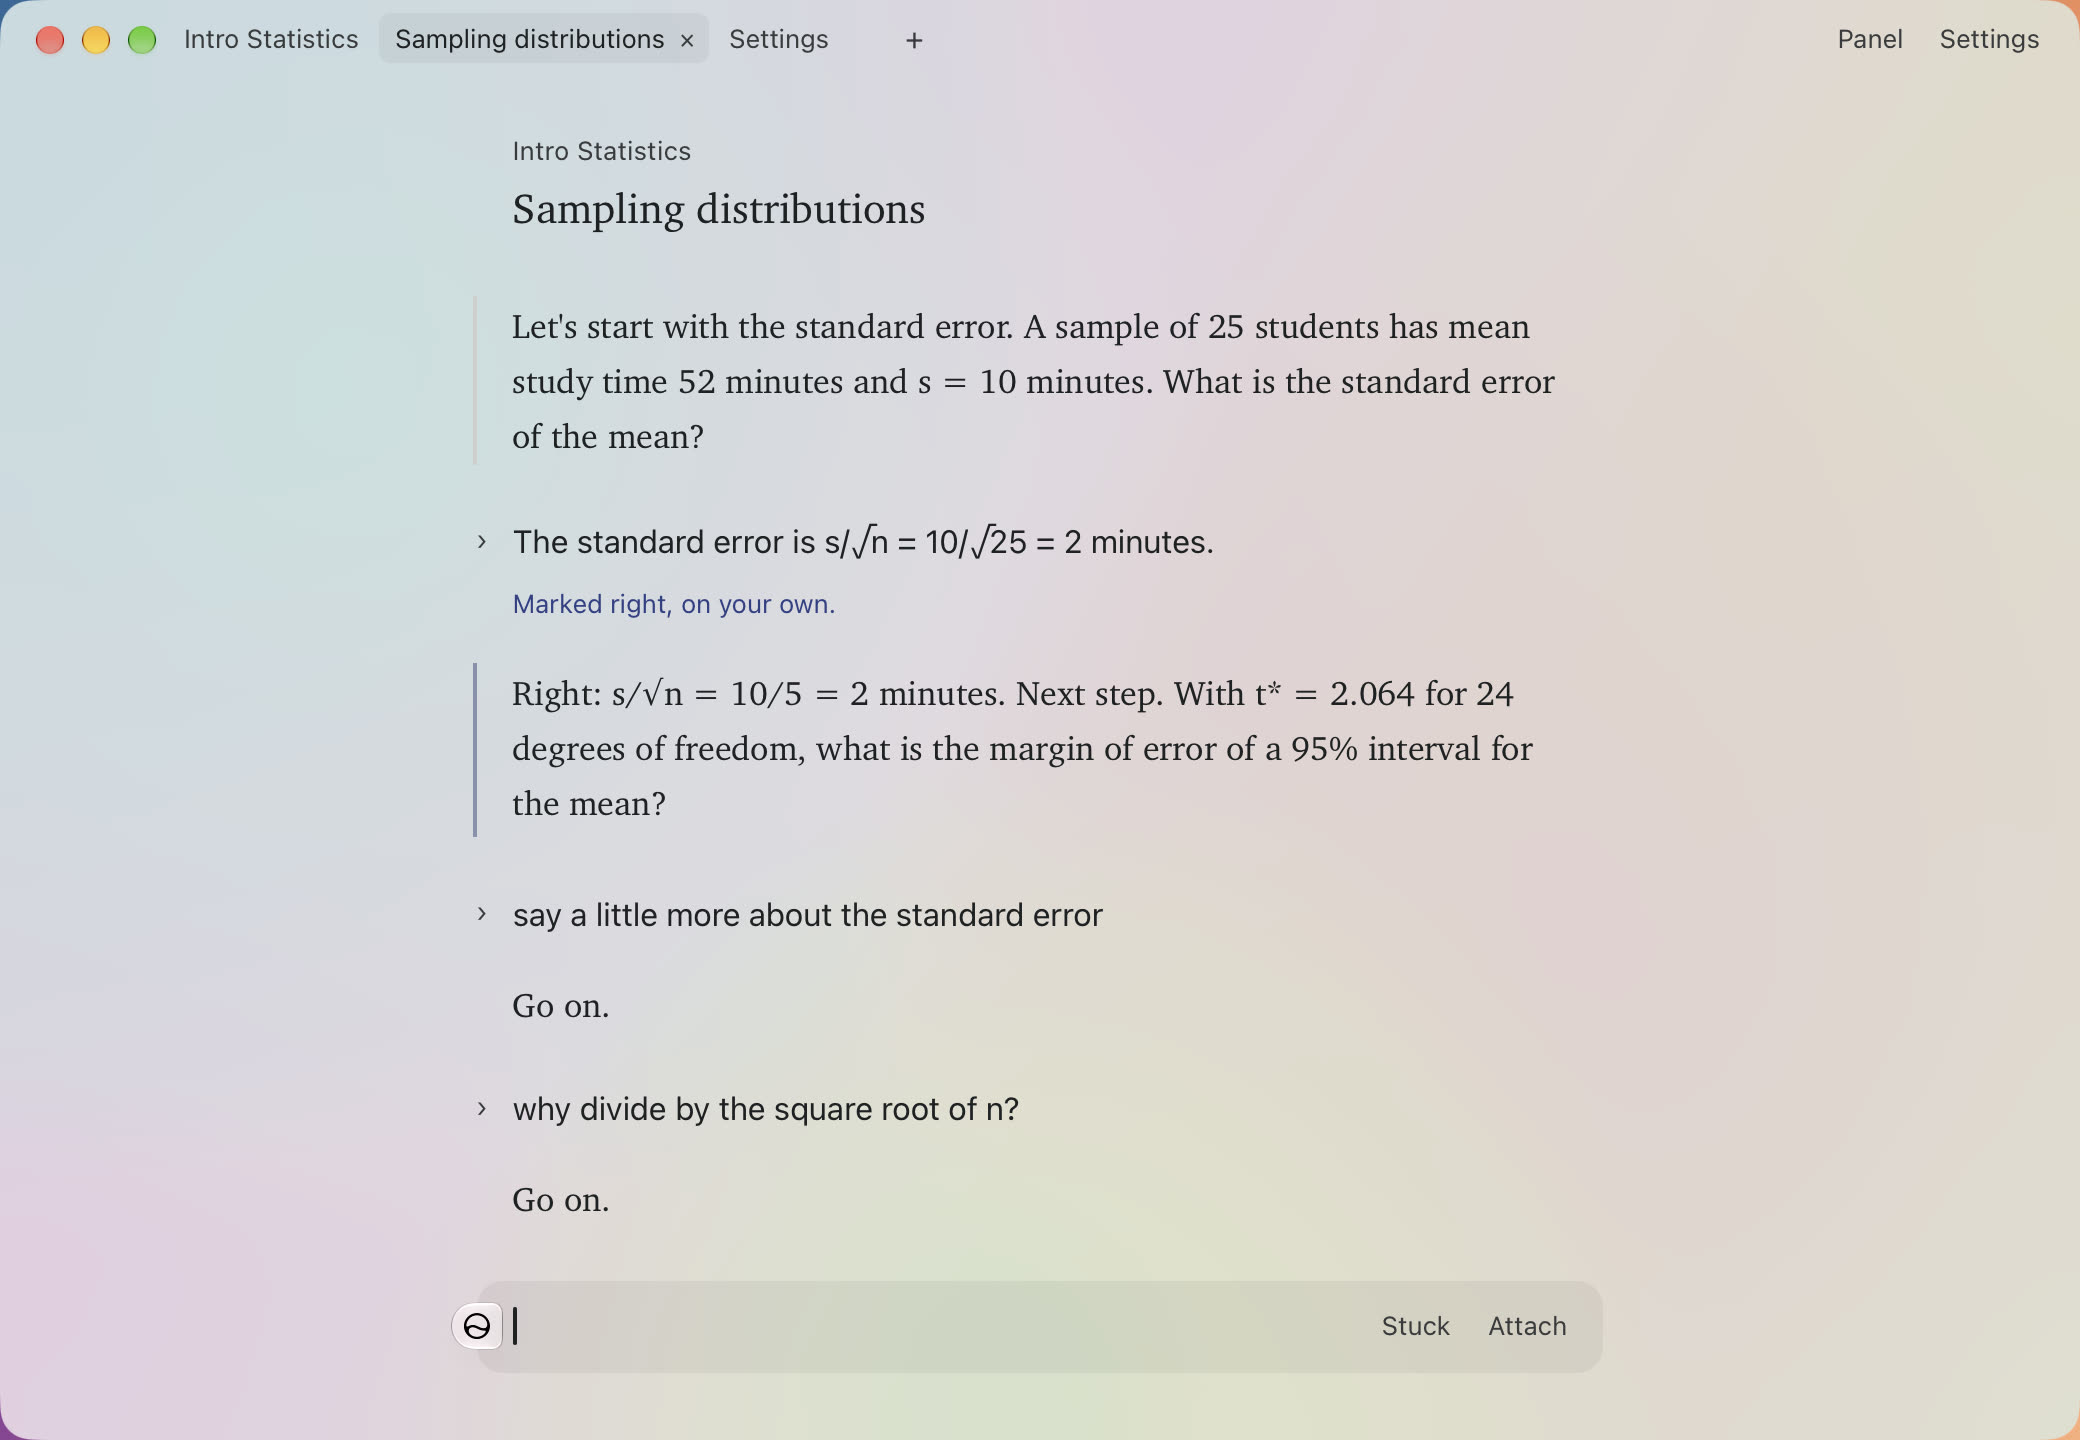 Intro Statistics
Sampling distributions ×
Settings
+
Panel
Settings
Intro Statistics
Sampling distributions
Let's start with the standard error. A sample of 25 students has mean
study time 52 minutes and s = 10 minutes. What is the standard error
of the mean?
› The standard error is s/√n = 10/√25 = 2 minutes.
Marked right, on your own.
Right: s/√n = 10/5 = 2 minutes. Next step. With t* = 2.064 for 24
degrees of freedom, what is the margin of error of a 95% interval for
the mean?
› say a little more about the standard error
Go on.
› why divide by the square root of n?
Go on.
Stuck
Attach